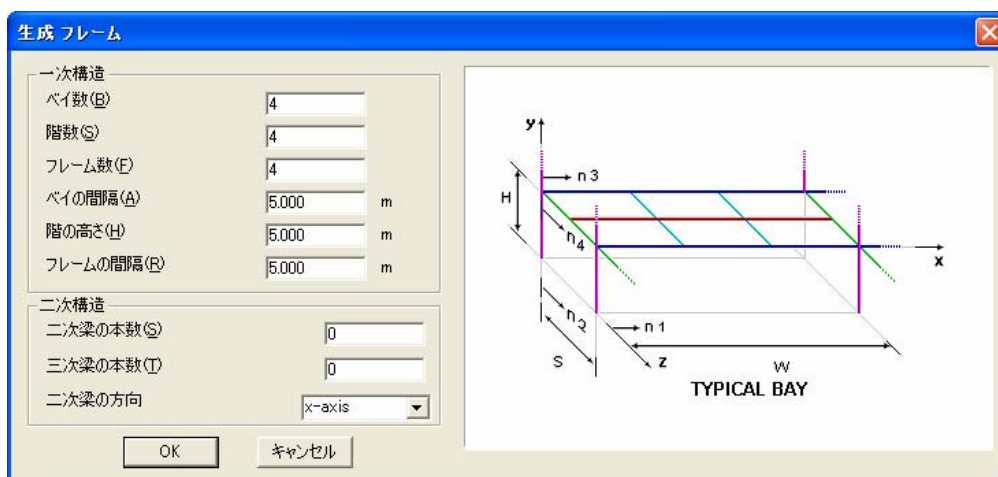 生成 フレーム
一次構造
ベイ数(B)
4
階数(S)
4
フレーム数(F)
4
ベイの間隔(A)
5.000 m
階の高さ(H)
5.000 m
フレームの間隔(R)
5.000 m
二次構造
二次梁の本数(S)
0
三次梁の本数(T)
0
二次梁の方向
x-axis
OK キャンセル
y
n3
H
n4
x
n2
n1
S
z
W
TYPICAL BAY